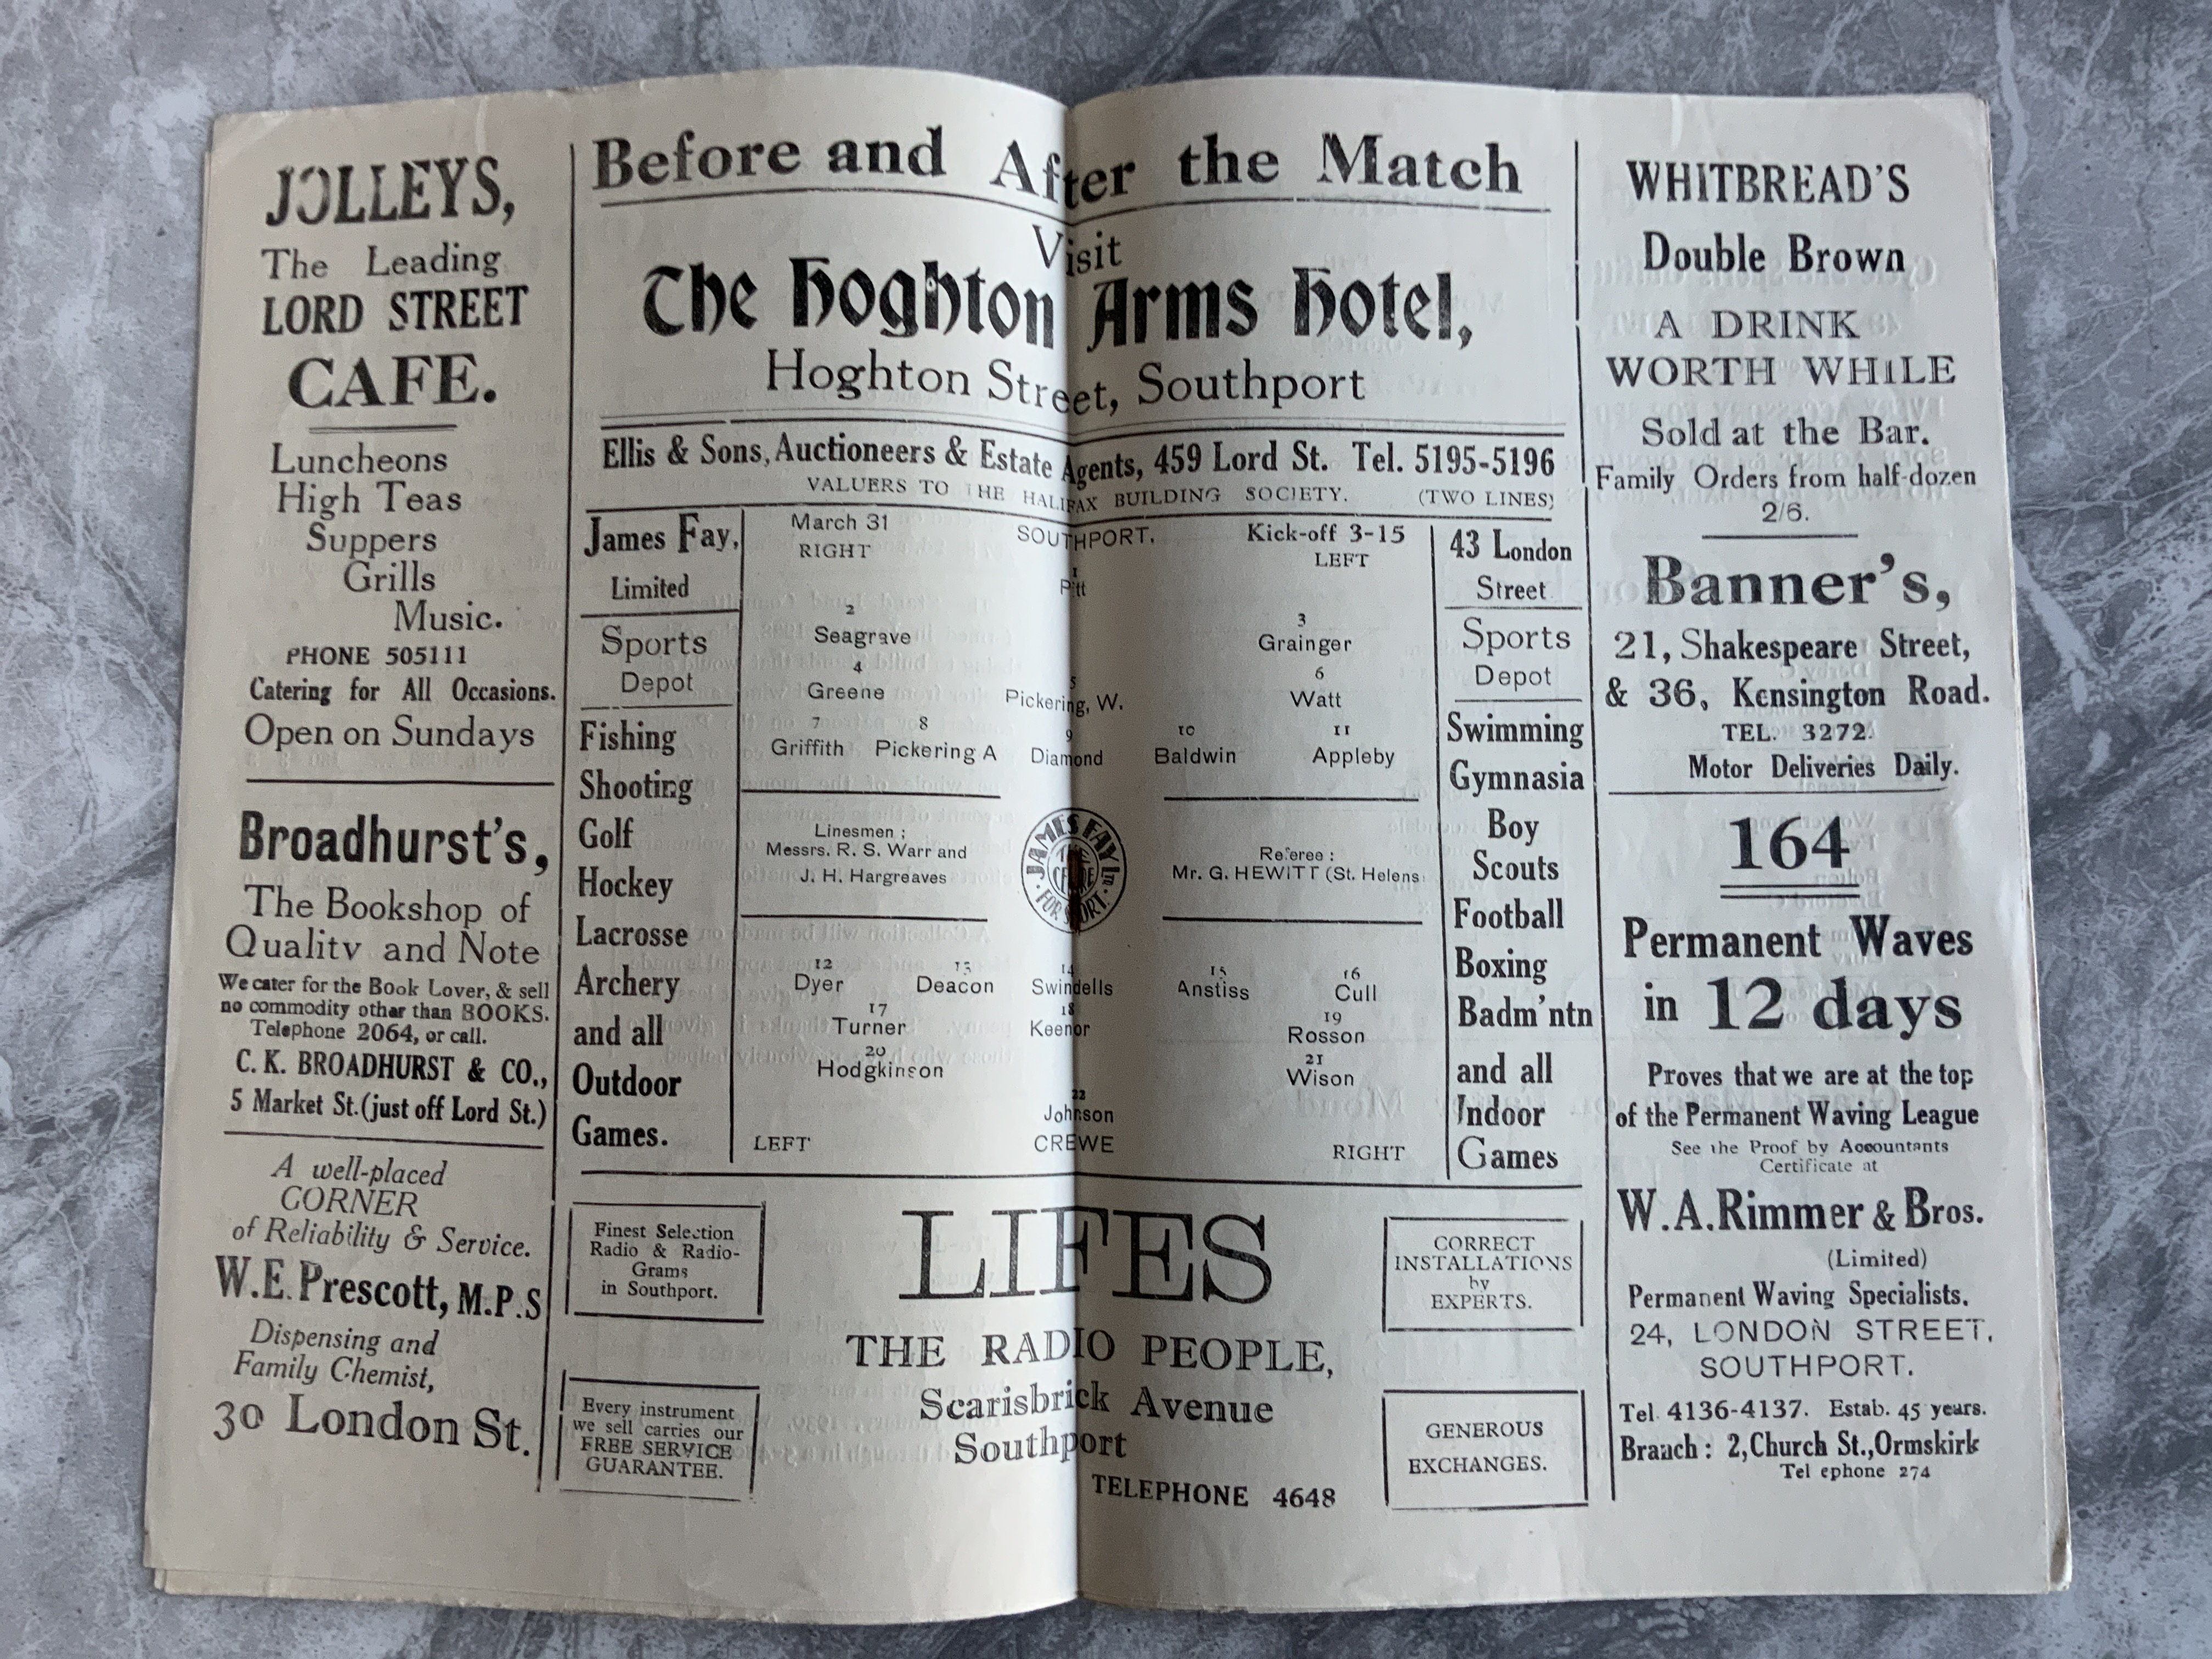 JOLLEYS,
The Leading
LORD STREET
CAFE.
Luncheons
High Teas
Suppers
Grills
Music.
PHONE 505111
Catering for All Occasions.
Open on Sundays
Broadhurst's,
The Bookshop of
Quality and Note
We cater for the Book Lover, & sell
no commodity othar than BOOKS.
Telephone 2064, or call.
C. K. BROADHURST & CO.,
5 Market St. (just off Lord St.)
A well-placed
CORNER
of Reliability & Service.
W.E. Prescott, M.P.S
Dispensing and
Family Chemist,
30 London St.
Before and After the Match
Visit
The Hoghton Arms Hotel,
Hoghton Street, Southport
Ellis & Sons, Auctioneers & Estate Agents, 459 Lord St. Tel. 5195-5196
VALUERS TO THE HALIFAX BUILDING SOCIETY. (TWO LINES)
James Fay,
Limited
Sports
Depot
Fishing
Shooting
Golf
Hockey
Lacrosse
Archery
and all
Outdoor
Games.
March 31 SOUTHPORT. Kick-off 3-15
RIGHT LEFT
1
Pitt
2 3
Seagrave Grainger
4 5 6
Greene Pickering, W. Watt
7 8 9 10 11
Griffith Pickering A Diamond Baldwin Appleby
Linesmen ;
Messrs. R. S. Warr and
J. H. Hargreaves
JAMES FAY LTD.
THE
CENTRE
FOR SPORT.
Referee :
Mr. G. HEWITT (St. Helens
12 13 14 15 16
Dyer Deacon Swindells Anstiss Cull
17 18 19
Turner Keenor Rosson
20 21
Hodgkinson Wison
22
Johnson
LEFT CREWE RIGHT
43 London
Street
Sports
Depot
Swimming
Gymnasia
Boy
Scouts
Football
Boxing
Badm'ntn
and all
Indoor
Games
Finest Selection
Radio & Radio-
Grams
in Southport.
Every instrument
we sell carries our
FREE SERVICE
GUARANTEE.
LIFES
THE RADIO PEOPLE,
Scarisbrick Avenue
Southport
TELEPHONE 4648
CORRECT
INSTALLATIONS
by
EXPERTS.
GENEROUS
EXCHANGES.
WHITBREAD'S
Double Brown
A DRINK
WORTH WHILE
Sold at the Bar.
Family Orders from half-dozen
2/6.
Banner's,
21, Shakespeare Street,
& 36, Kensington Road.
TEL. 3272.
Motor Deliveries Daily.
164
Permanent Waves
in 12 days
Proves that we are at the top
of the Permanent Waving League
See the Proof by Accountants
Certificate at
W.A.Rimmer & Bros.
(Limited)
Permanent Waving Specialists.
24, LONDON STREET,
SOUTHPORT.
Tel. 4136-4137. Estab. 45 years.
Branch : 2, Church St., Ormskirk
Tel ephone 274